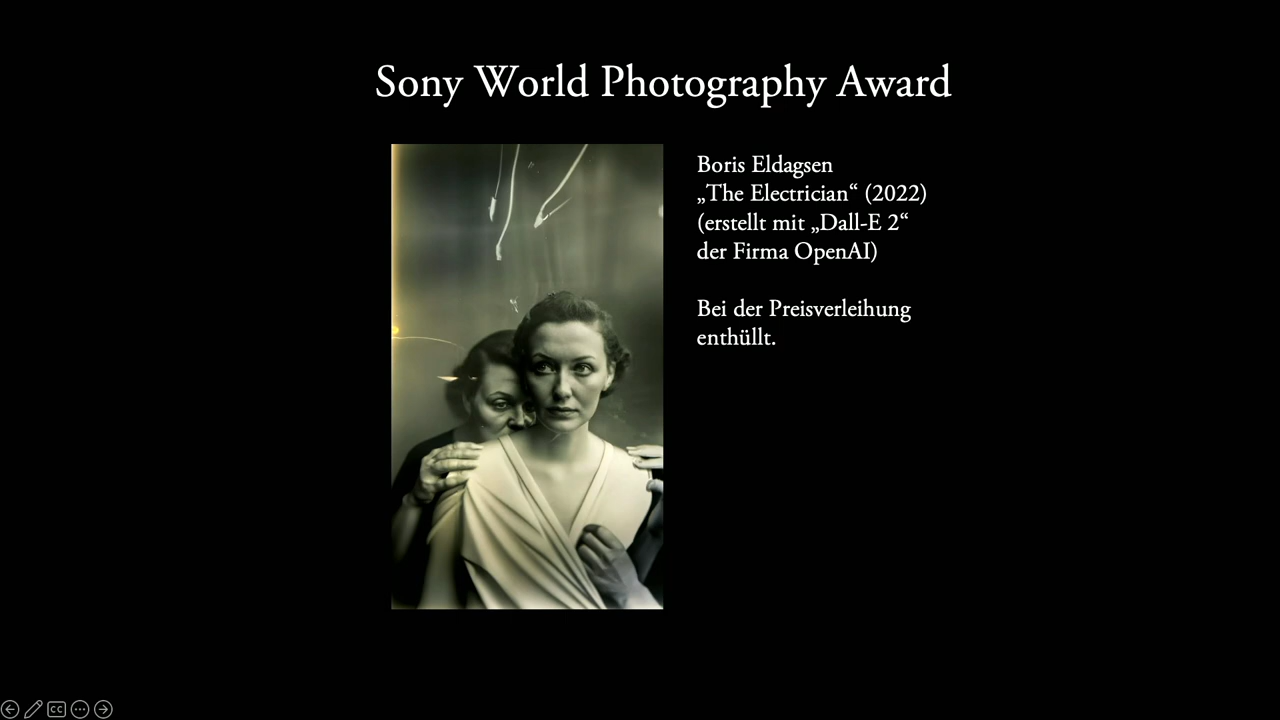 Sony World Photography Award
Boris Eldagsen
„The Electrician“ (2022)
(erstellt mit „Dall-E 2“
der Firma OpenAI)
Bei der Preisverleihung
enthüllt.
CC